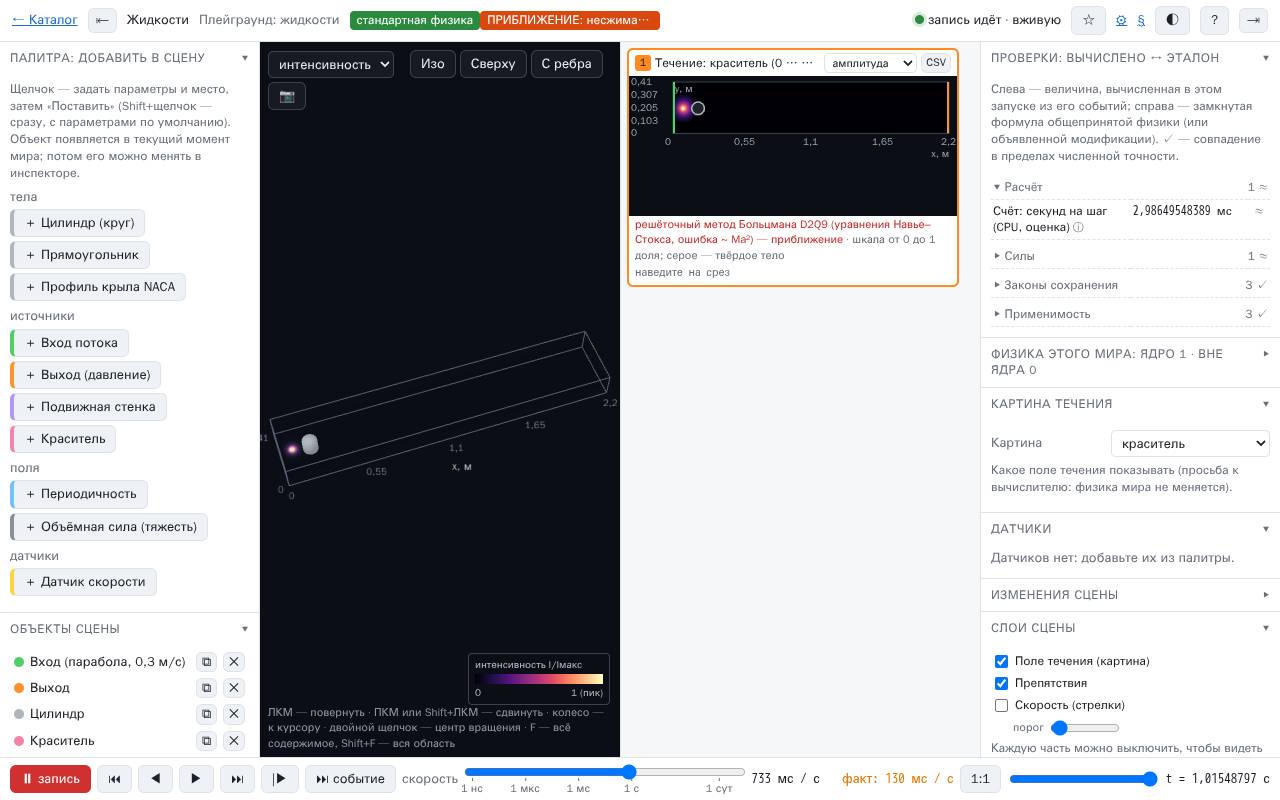 ← Каталог
⇤
Жидкости
Плейграунд: жидкости
стандартная физика
ПРИБЛИЖЕНИЕ: несжима…
запись идёт · вживую
☆
⚙
§
◐
?
⇥
ПАЛИТРА: ДОБАВИТЬ В СЦЕНУ
Щелчок — задать параметры и место,
затем «Поставить» (Shift+щелчок —
сразу, с параметрами по умолчанию).
Объект появляется в текущий момент
мира; потом его можно менять в
инспекторе.
тела
+ Цилиндр (круг)
+ Прямоугольник
+ Профиль крыла NACA
источники
+ Вход потока
+ Выход (давление)
+ Подвижная стенка
+ Краситель
поля
+ Периодичность
+ Объёмная сила (тяжесть)
датчики
+ Датчик скорости
ОБЪЕКТЫ СЦЕНЫ
Вход (парабола, 0,3 м/с)
Выход
Цилиндр
Краситель
интенсивность
Изо
Сверху
С ребра
41
0
0
0,55
1,1
1,65
2,2
x, м
интенсивность I/Iмакс
0
1 (пик)
ЛКМ — повернуть · ПКМ или Shift+ЛКМ — сдвинуть · колесо —
к курсору · двойной щелчок — центр вращения · F — всё
содержимое, Shift+F — вся область
1
Течение: краситель (0 ⋯ ⋯
амплитуда
CSV
0,41
0,307
0,205
0,103
0
y, м
0
0,55
1,1
1,65
2,2
x, м
решёточный метод Больцмана D2Q9 (уравнения Навье–
Стокса, ошибка ~ Ma²) — приближение · шкала от 0 до 1
доля; серое — твёрдое тело
наведите на срез
ПРОВЕРКИ: ВЫЧИСЛЕНО ↔ ЭТАЛОН
Слева — величина, вычисленная в этом
запуске из его событий; справа — замкнутая
формула общепринятой физики (или
объявленной модификации). ✓ — совпадение
в пределах численной точности.
Расчёт
1 ≈
Счёт: секунд на шаг
(CPU, оценка) ⓘ
2,98649548389 мс
≈
Силы
1 ≈
Законы сохранения
3 ✓
Применимость
3 ✓
ФИЗИКА ЭТОГО МИРА: ЯДРО 1 · ВНЕ
ЯДРА 0
КАРТИНА ТЕЧЕНИЯ
Картина
краситель
Какое поле течения показывать (просьба к
вычислителю: физика мира не меняется).
ДАТЧИКИ
Датчиков нет: добавьте их из палитры.
ИЗМЕНЕНИЯ СЦЕНЫ
СЛОИ СЦЕНЫ
Поле течения (картина)
Препятствия
Скорость (стрелки)
порог
Каждую часть можно выключить, чтобы видеть
⏸ запись
⏮
◀
▶
⏭
|▶
⏭ событие
скорость
1 нс
1 мкс
1 мс
1 с
1 сут
733 мс / с
факт: 130 мс / с
1:1
t = 1,01548797 с